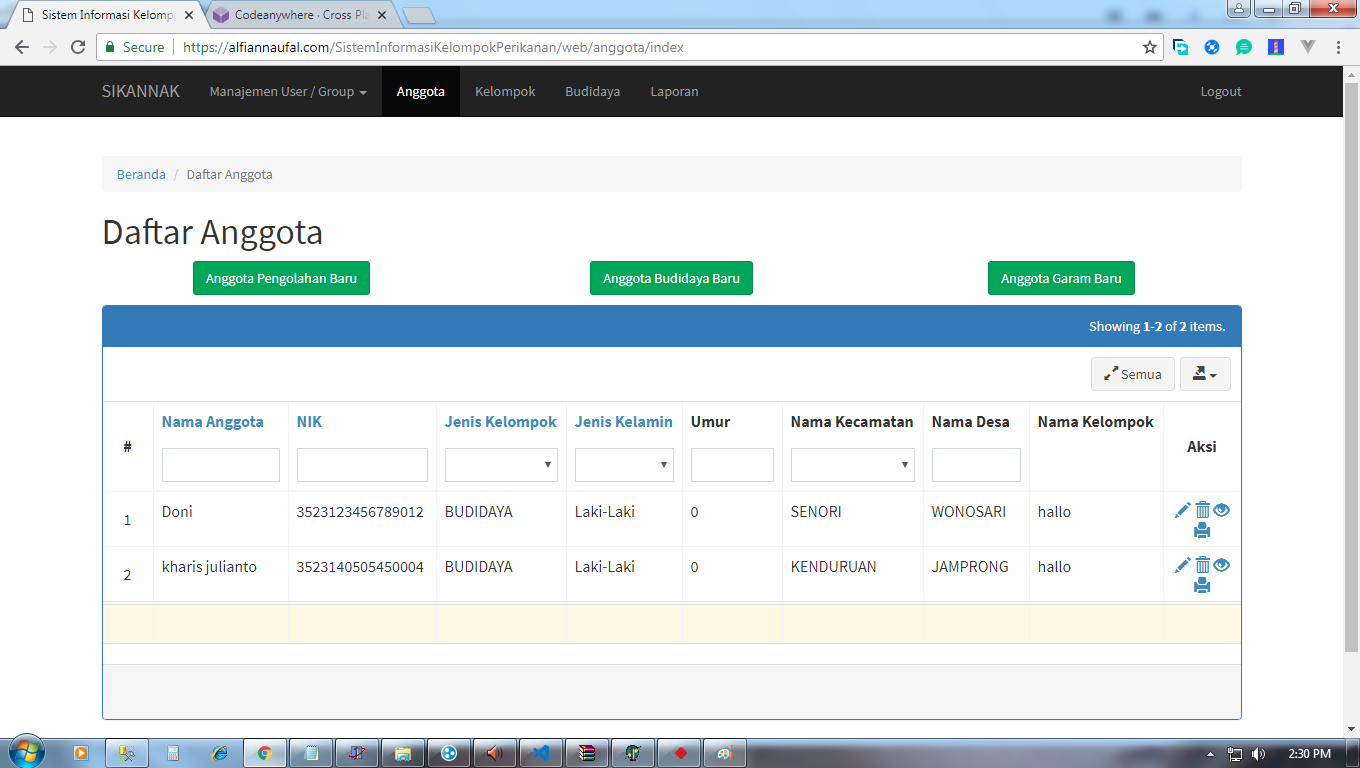 Sistem Informasi Kelomp
Codeanywhere · Cross Pla
Secure https://alfiannaufal.com/SistemInformasiKelompokPerikanan/web/anggota/index
SIKANNAK Manajemen User / Group Anggota Kelompok Budidaya Laporan Logout
Beranda / Daftar Anggota
Daftar Anggota
Anggota Pengolahan Baru Anggota Budidaya Baru Anggota Garam Baru
Showing 1-2 of 2 items.
Semua
# Nama Anggota NIK Jenis Kelompok Jenis Kelamin Umur Nama Kecamatan Nama Desa Nama Kelompok Aksi
1 Doni 3523123456789012 BUDIDAYA Laki-Laki 0 SENORI WONOSARI hallo
2 kharis julianto 3523140505450004 BUDIDAYA Laki-Laki 0 KENDURUAN JAMPRONG hallo
2:30 PM